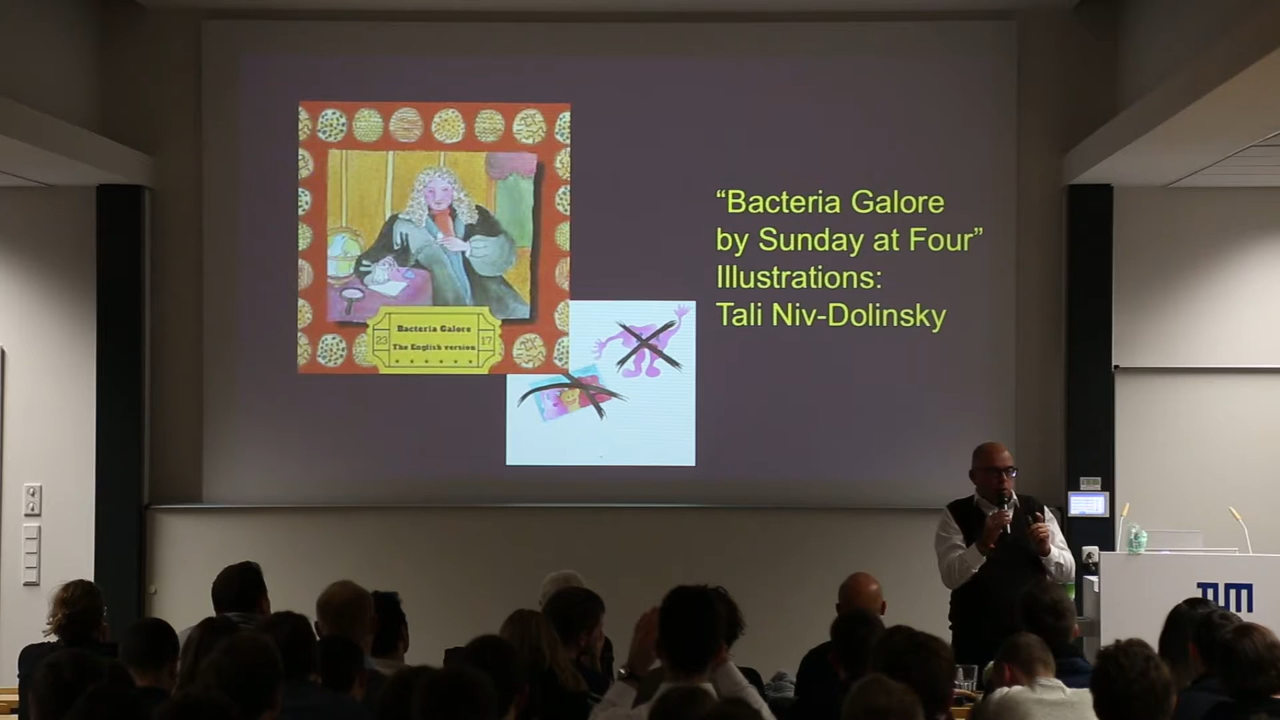 “Bacteria Galore
by Sunday at Four”
Illustrations:
Tali Niv-Dolinsky
Bacteria Galore
23
17
The English version
TUM